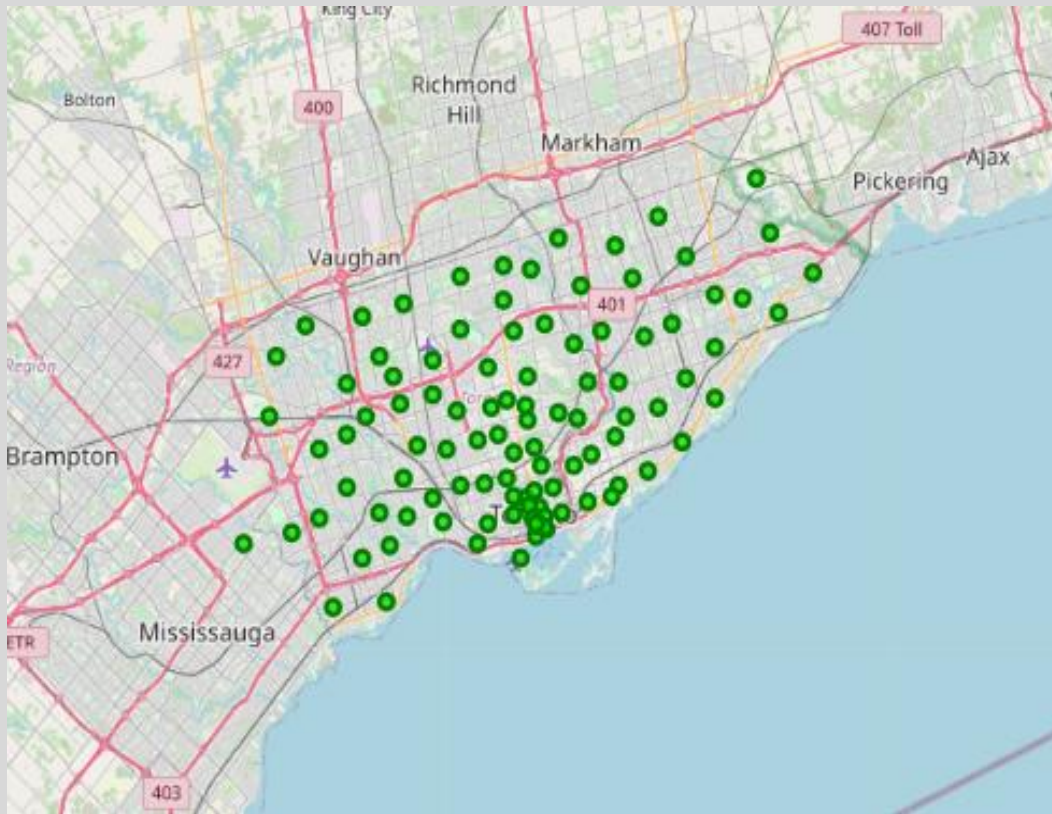 King City
407 Toll
Bolton
400
Richmond
Hill
Markham
Ajax
Pickering
Vaughan
401
427
Region
Brampton
Mississauga
ETR
403